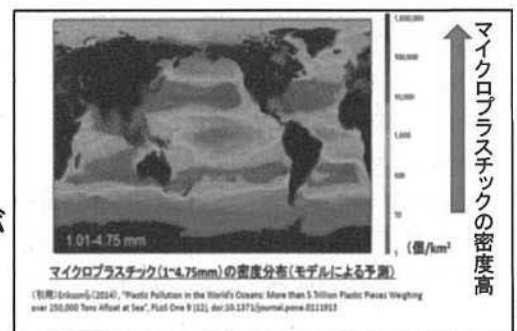 1,000,000
100,000
10,000
1,000
100
10
1
(個/km²
1.01-4.75 mm
マイクロプラスチックの密度高
マイクロプラスチック(1~4.75mm)の密度分布(モデルによる予測)
(引用)Eriksenら(2014), "Plastic Pollution in the World's Oceans: More than 5 Trillion Plastic Pieces Weighing
over 250,000 Tons Afloat at Sea", PLoS One 9 (12), doi:10.1371/journal.pone.0111913